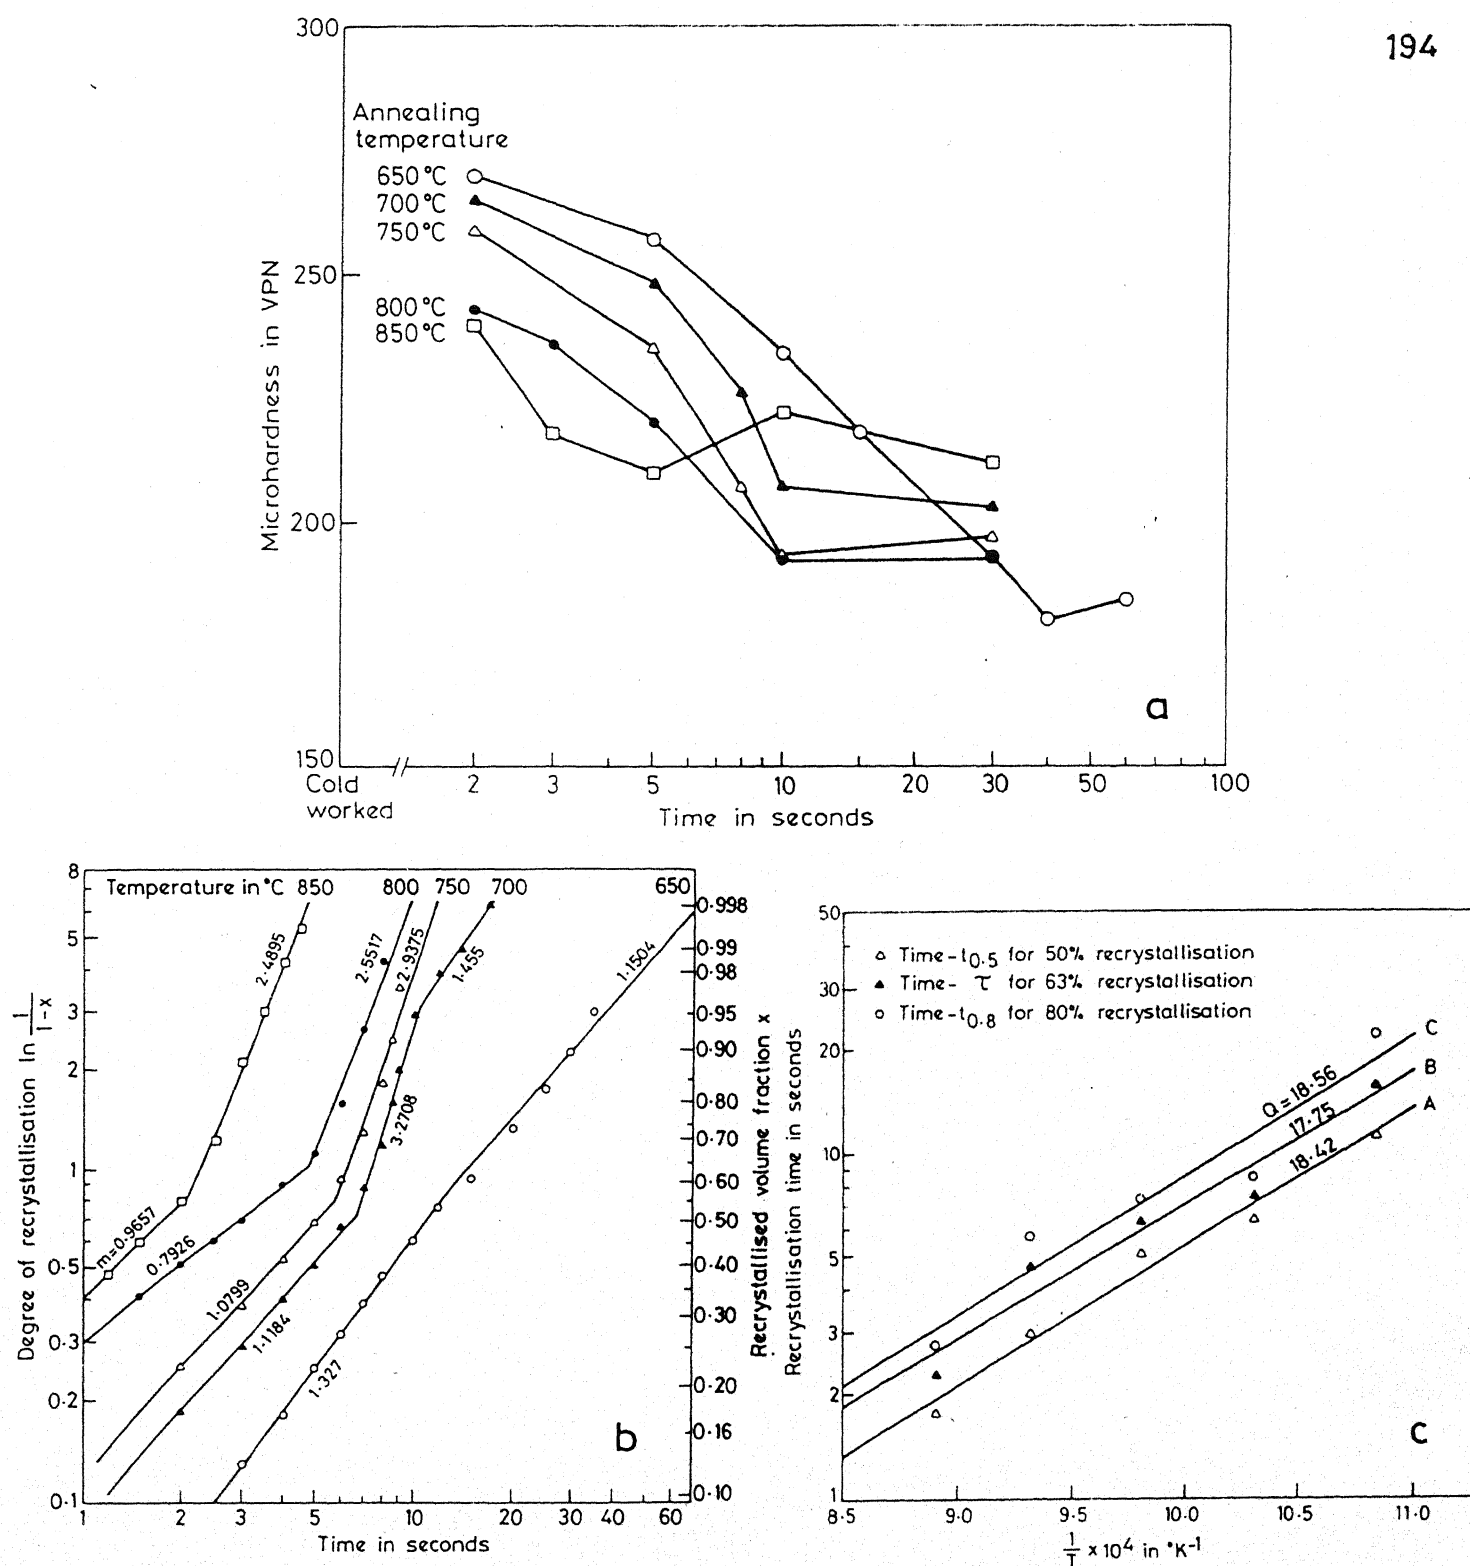 194
300
Annealing
temperature
650°C
700°C
750°C
250
800°C
850°C
200
150
Microhardness in VPN
a
Cold
worked
2 3 5 10 20 30 50 100
Time in seconds
Temperature in °C 850 800 750 700 650
8
5
3
2
1
0·5
0·3
0·2
0·1
Degree of recrystallisation ln 1/1-x
2·4895
2·5517
2·9375
1·455
1·1504
m=0·9657
0·7926
1·0799
1·1184
3·2708
1·327
0·998
0·99
0·98
0·95
0·90
0·80
0·70
0·60
0·50
0·40
0·30
0·20
0·16
0·10
Recrystallised volume fraction x
b
1 2 3 5 10 20 30 40 60
Time in seconds
50
30
20
10
5
3
2
1
Recrystallisation time in seconds
△ Time-t0.5 for 50% recrystallisation
▲ Time- τ for 63% recrystallisation
○ Time-t0.8 for 80% recrystallisation
C
B
A
Q=18·56
17·75
18·42
c
8·5 9·0 9·5 10·0 10·5 11·0
1/T ×10⁴ in °K⁻¹